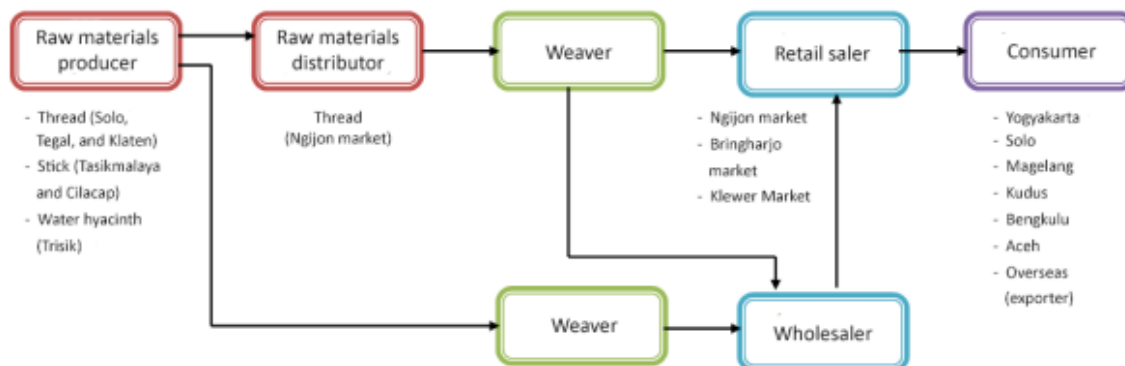 Raw materials
producer
Raw materials
distributor
Weaver
Retail saler
Consumer
- Thread (Solo,
Tegal, and Klaten)
- Stick (Tasikmalaya
and Cilacap)
- Water hyacinth
(Trisik)
Thread
(Ngijon market)
- Ngijon market
- Bringharjo
market
- Klewer Market
- Yogyakarta
- Solo
- Magelang
- Kudus
- Bengkulu
- Aceh
- Overseas
(exporter)
Weaver
Wholesaler